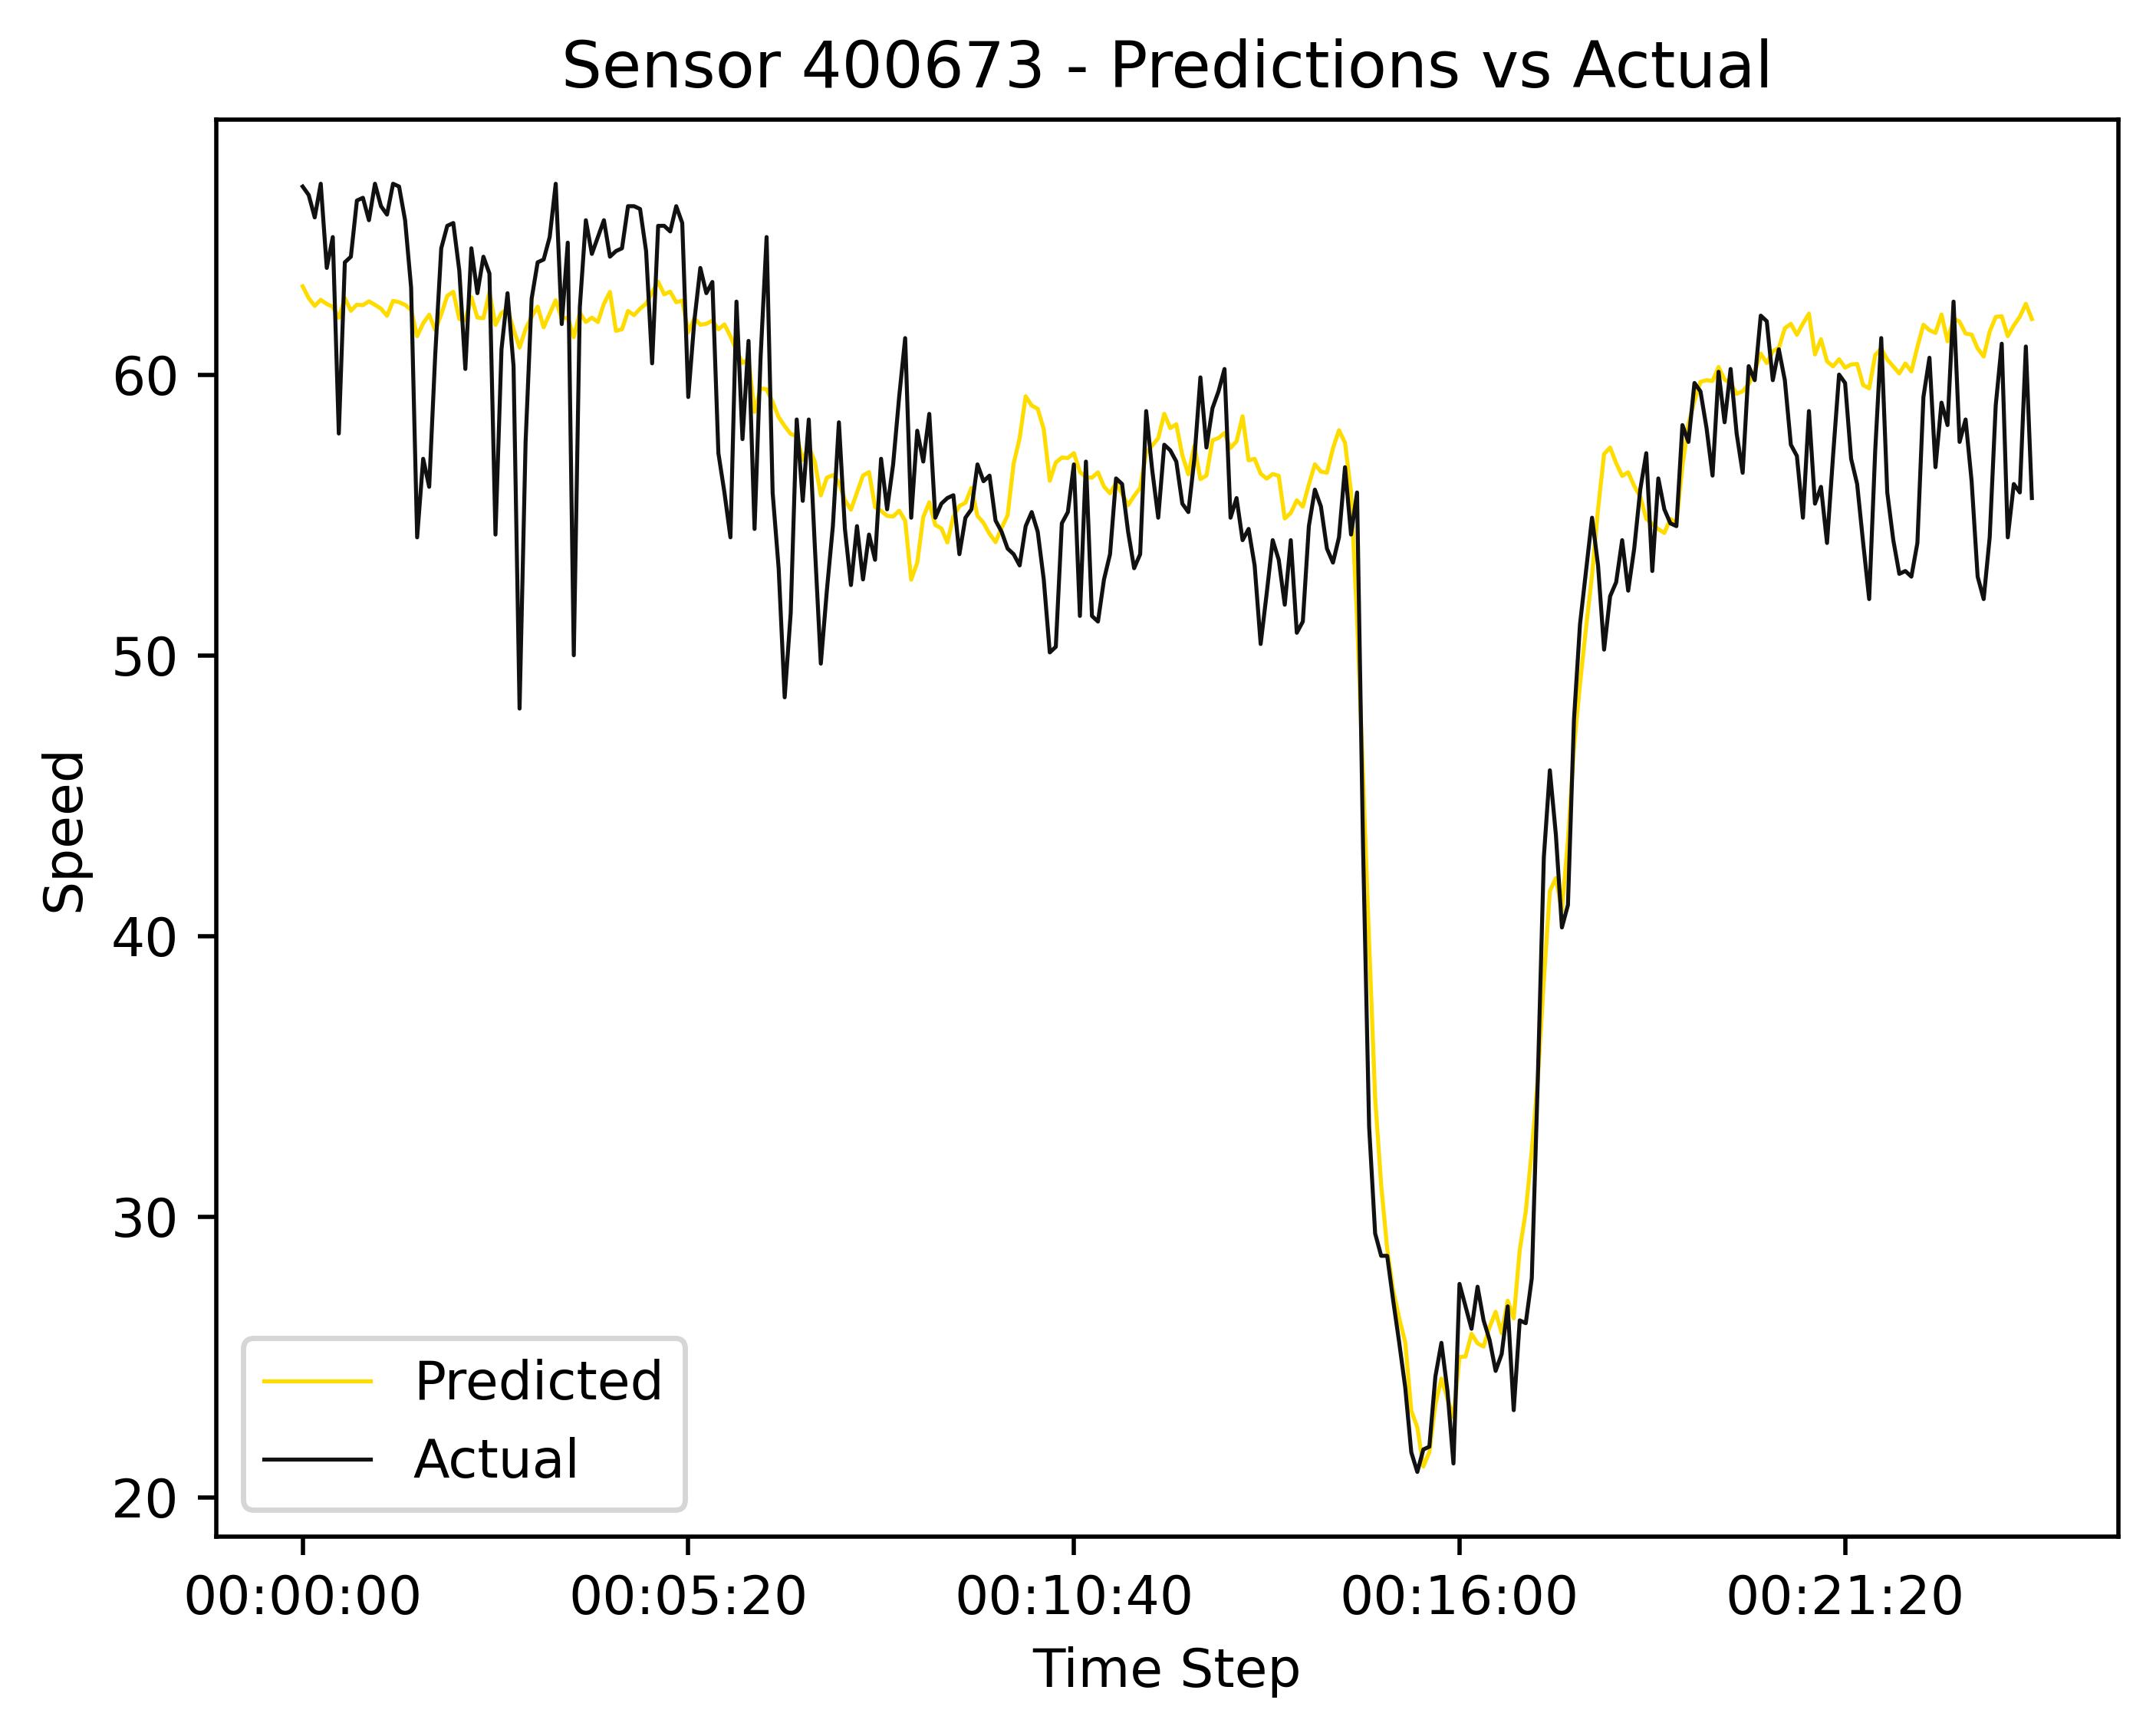 Sensor 400673 - Predictions vs Actual
60
50
40
30
20
Speed
Predicted
Actual
00:00:00
00:05:20
00:10:40
00:16:00
00:21:20
Time Step